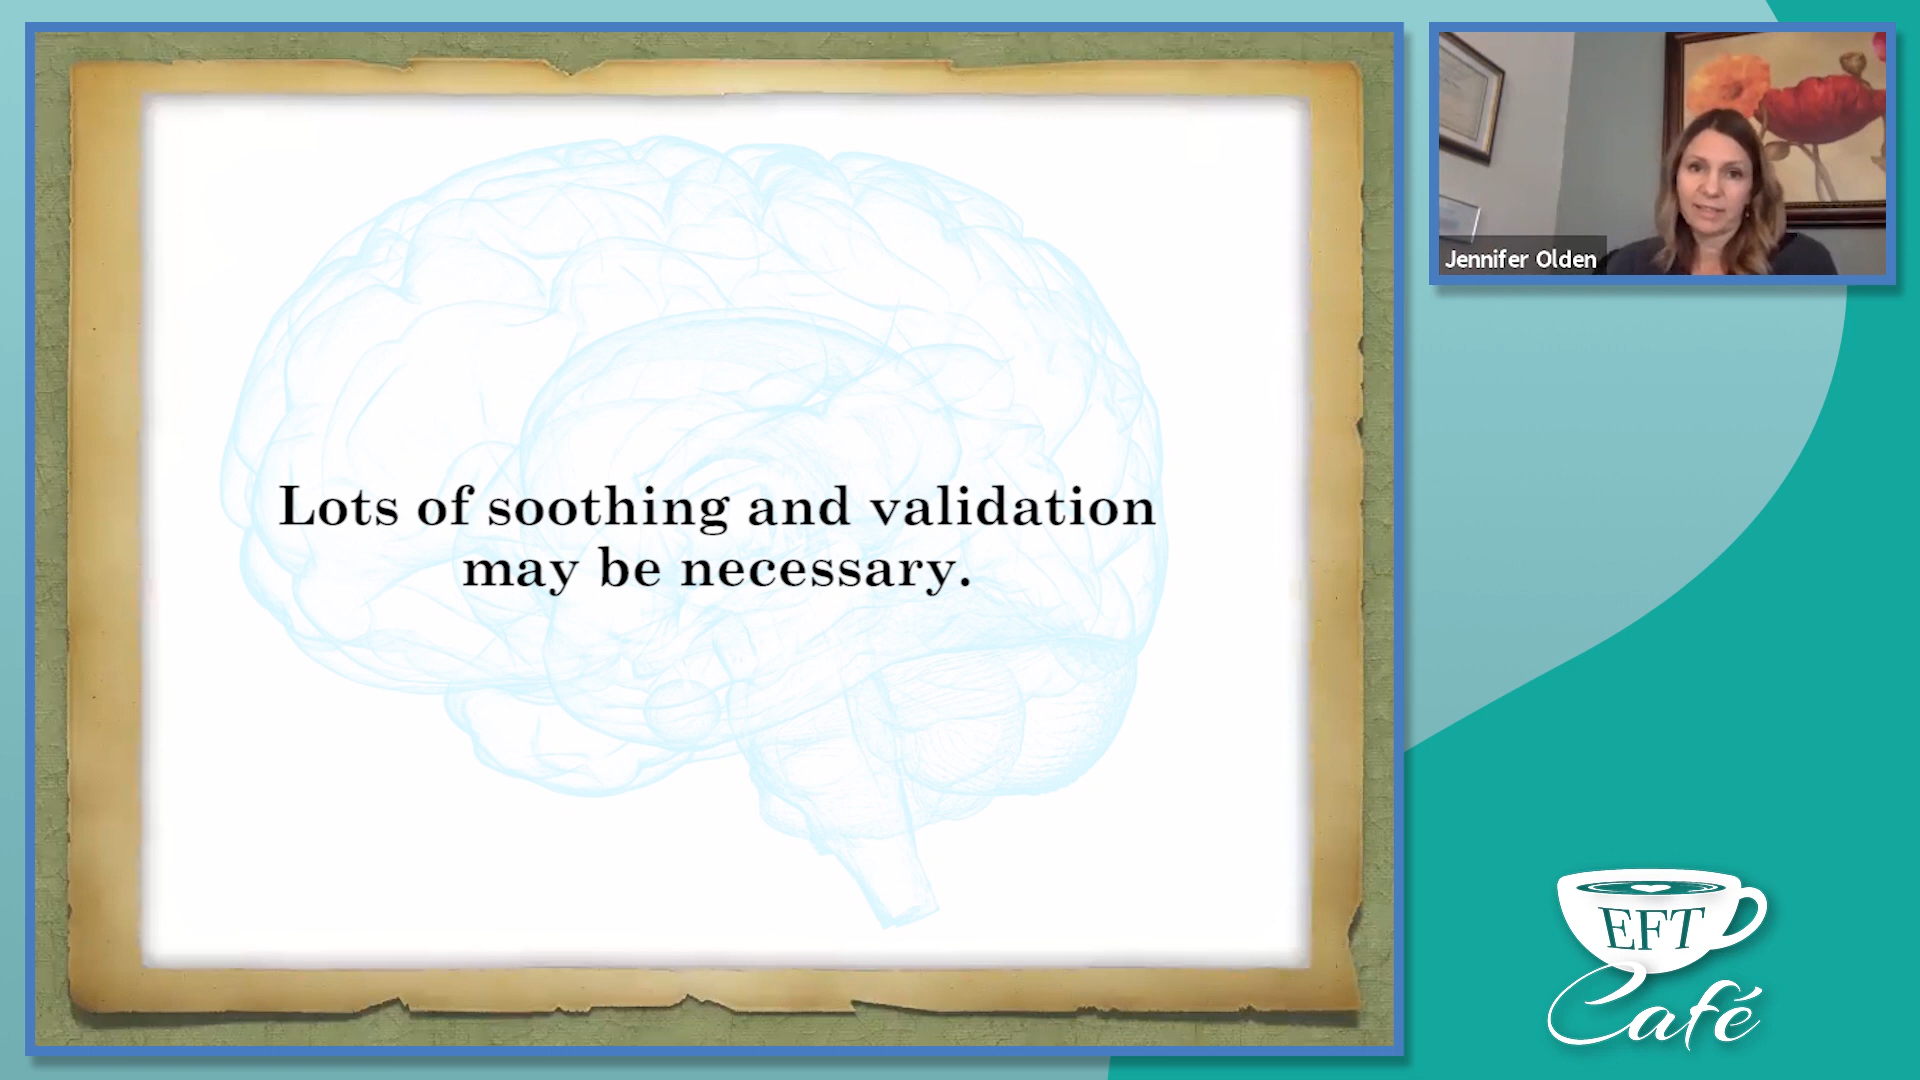 Lots of soothing and validation
may be necessary.
Jennifer Olden
EFT
Café